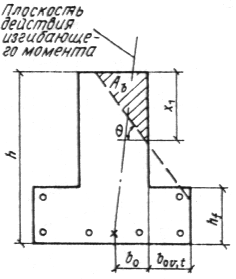 Плоскость
действия
изгибающе-
го момента
A_b
x_1
θ
h
h_f
b_0
b_ov,t